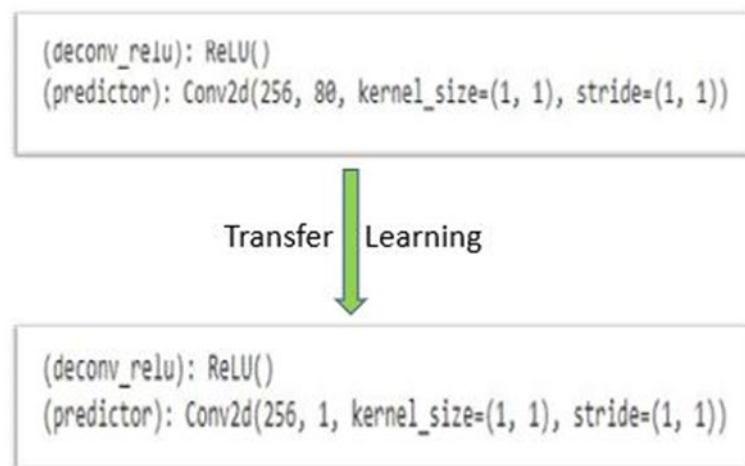 (deconv_relu): ReLU()
(predictor): Conv2d(256, 80, kernel_size=(1, 1), stride=(1, 1))
Transfer Learning
(deconv_relu): ReLU()
(predictor): Conv2d(256, 1, kernel_size=(1, 1), stride=(1, 1))